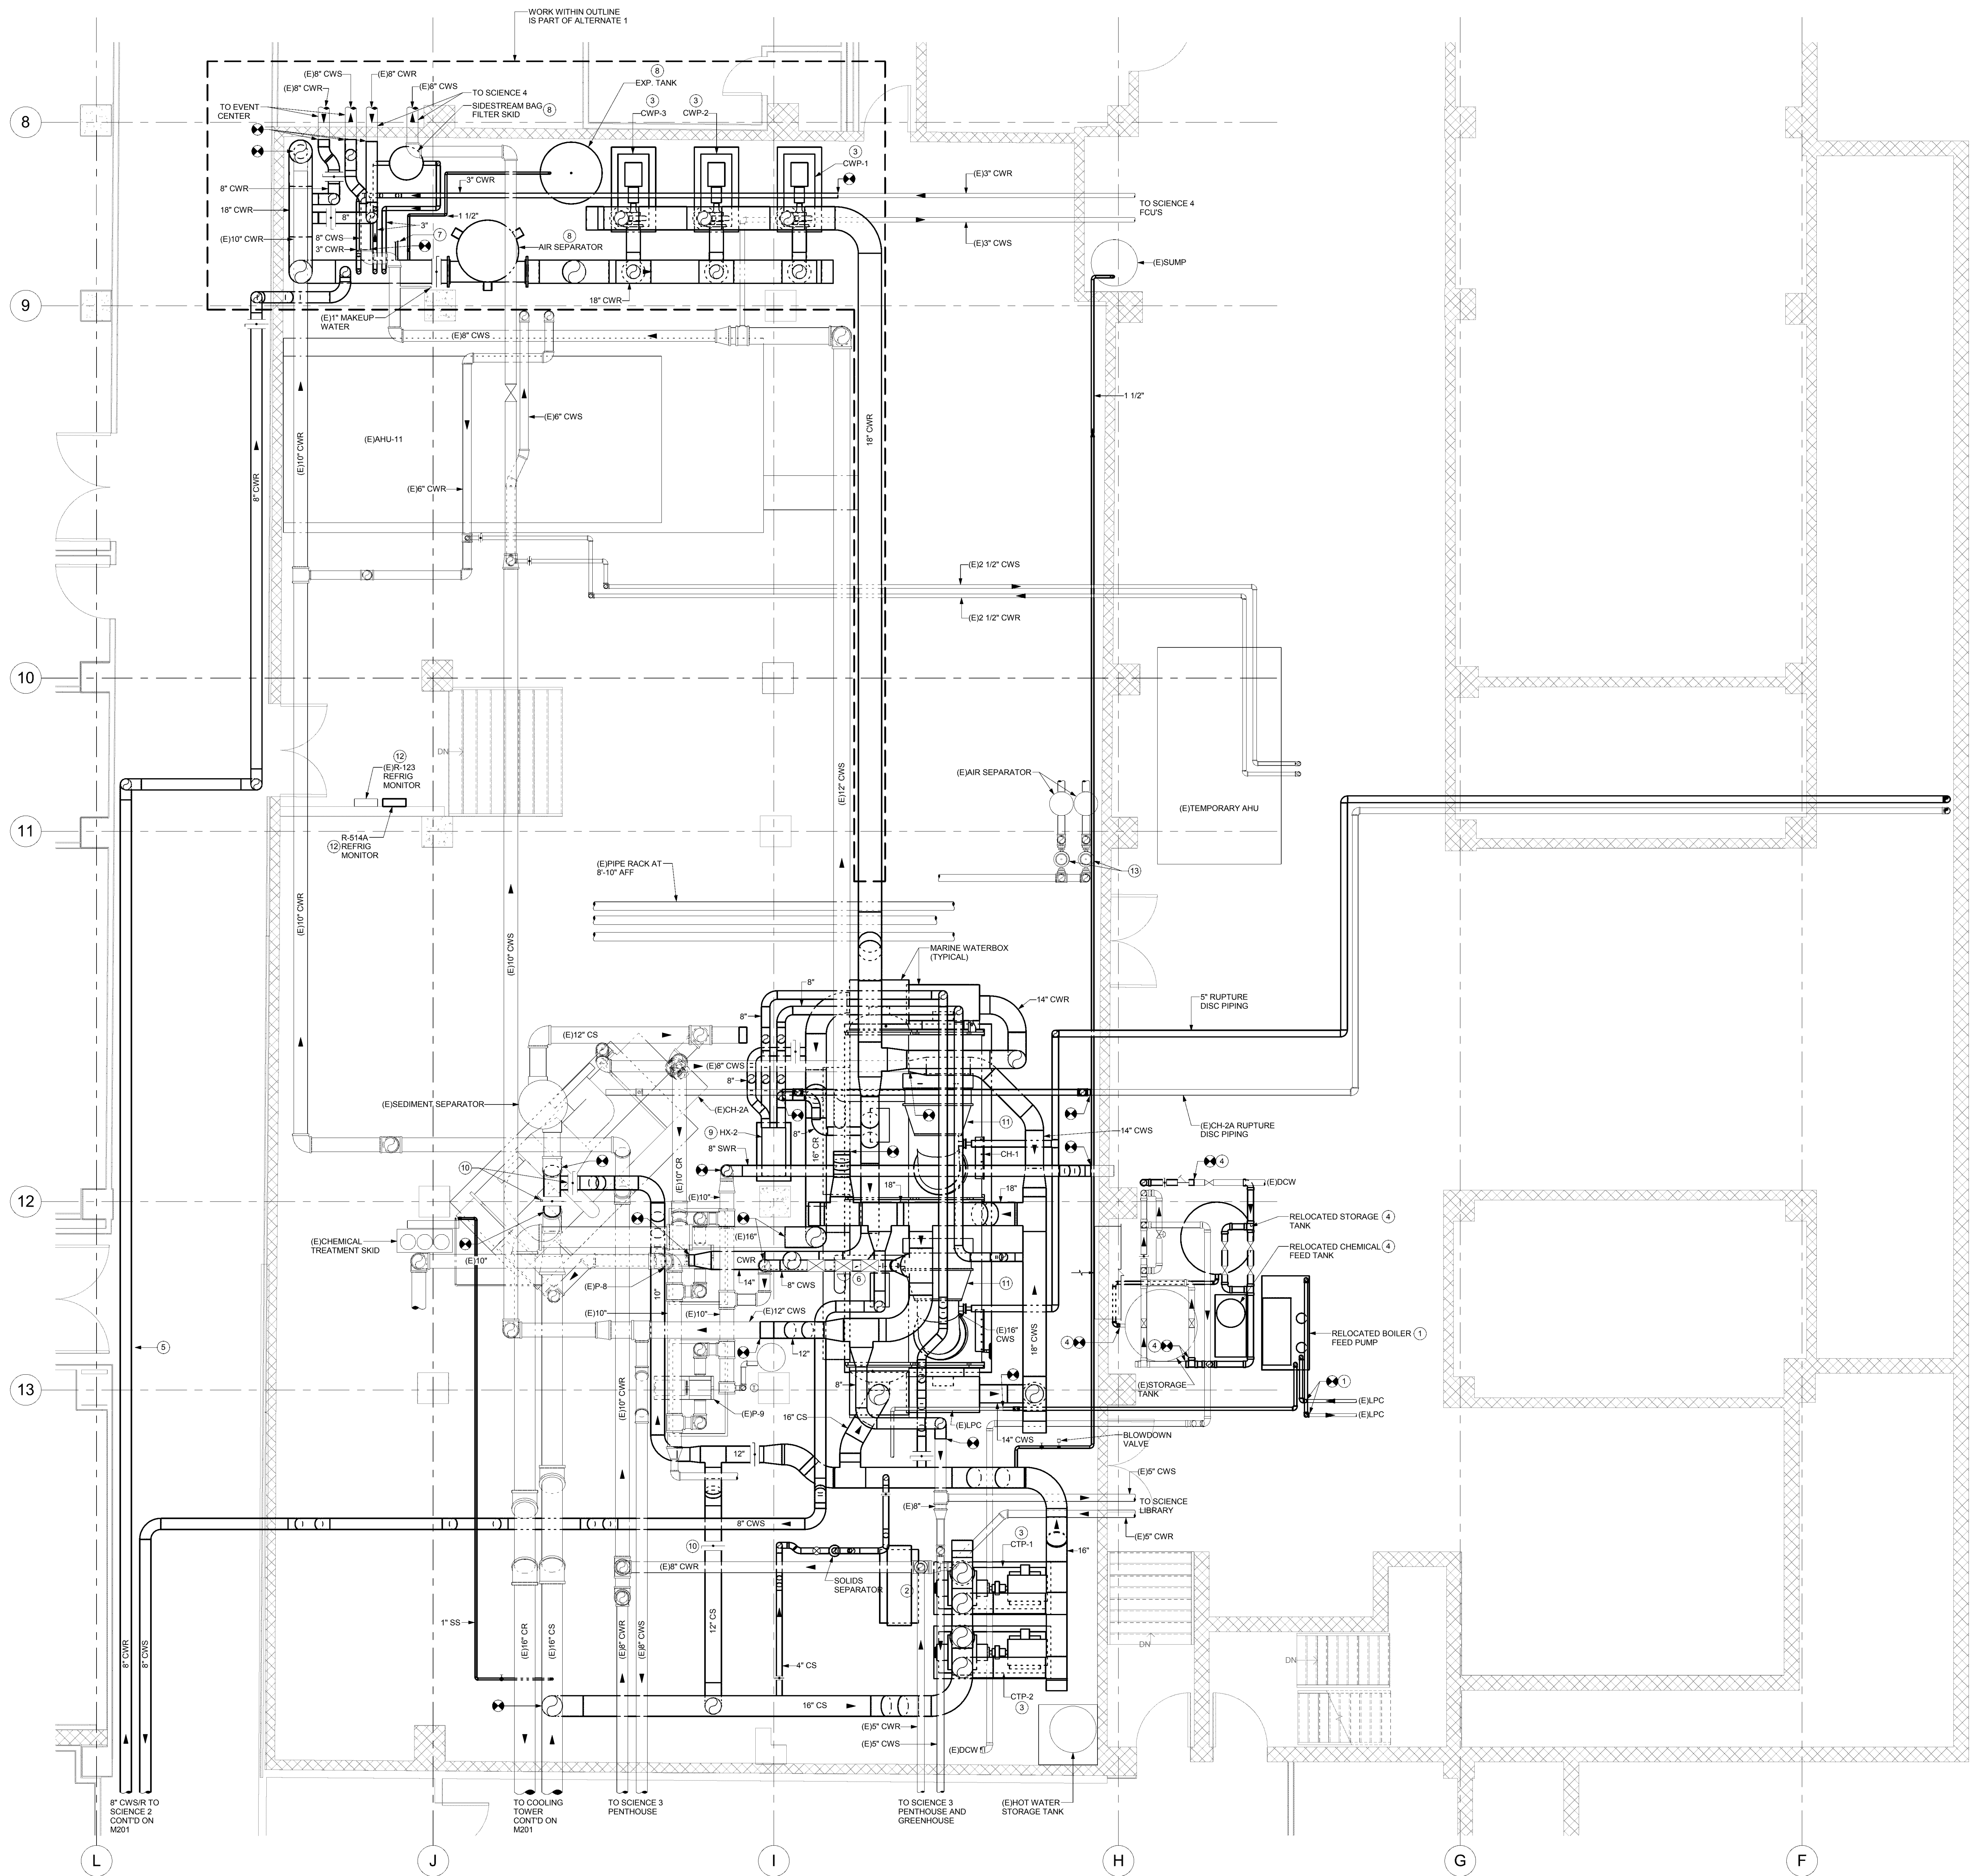 WORK WITHIN OUTLINE
IS PART OF ALTERNATE 1
8
(E)8" CWS
(E)8" CWR
(E)8" CWR
(E)8" CWS
TO SCIENCE 4
TO EVENT
CENTER
SIDESTREAM BAG
FILTER SKID
8
8
EXP. TANK
3
CWP-3
3
CWP-2
3
CWP-1
3" CWR
(E)3" CWR
TO SCIENCE 4
FCU'S
(E)3" CWS
8" CWR
18" CWR
8"
1 1/2"
3"
(E)10" CWR
8" CWS
3" CWR
7
8
AIR SEPARATOR
(E)SUMP
9
18" CWR
(E)1" MAKEUP
WATER
(E)8" CWS
1 1/2"
(E)6" CWS
(E)AHU-11
18" CWR
8" CWR
(E)10" CWR
(E)6" CWR
(E)2 1/2" CWS
(E)2 1/2" CWR
10
DN
12
(E)R-123
REFRIG
MONITOR
(E)12" CWS
(E)AIR SEPARATOR
(E)TEMPORARY AHU
11
R-514A
12
REFRIG
MONITOR
(E)PIPE RACK AT
8'-10" AFF
13
(E)10" CWR
(E)10" CWS
MARINE WATERBOX
(TYPICAL)
8"
14" CWR
5" RUPTURE
DISC PIPING
8"
(E)12" CS
(E)8" CWS
8"
(E)SEDIMENT SEPARATOR
(E)CH-2A
9
HX-2
8"
16" CR
11
14" CWS
(E)CH-2A RUPTURE
DISC PIPING
8" SWR
CH-1
10
(E)10" CR
4
(E)DCW
12
(E)10"
18"
18"
RELOCATED STORAGE
TANK
4
(E)CHEMICAL
TREATMENT SKID
(E)16"
RELOCATED CHEMICAL
FEED TANK
4
(E)10"
CWR
(E)P-8
14"
8" CWS
6
11
10"
(E)10"
(E)10"
(E)12" CWS
(E)16"
CWS
18" CWS
4
RELOCATED BOILER
FEED PUMP
1
5
12"
4
(E)STORAGE
TANK
13
8"
1
(E)LPC
(E)LPC
(E)10" CWR
(E)P-9
16" CS
(E)LPC
14" CWS
BLOWDOWN
VALVE
12"
(E)5" CWS
TO SCIENCE
LIBRARY
(E)8"
8" CWS
(E)5" CWR
10
3
CTP-1
16"
(E)8" CWR
SOLIDS
SEPARATOR
2
1" SS
(E)16" CR
(E)16" CS
(E)8" CWR
(E)8" CWS
12" CS
4" CS
DN
DN
8" CWR
8" CWS
16" CS
CTP-2
3
(E)5" CWR
(E)5" CWS
(E)DCW
8" CWS/R TO
SCIENCE 2
CONT'D ON
M201
TO COOLING
TOWER
CONT'D ON
M201
TO SCIENCE 3
PENTHOUSE
TO SCIENCE 3
PENTHOUSE AND
GREENHOUSE
(E)HOT WATER
STORAGE TANK
L
J
I
H
G
F